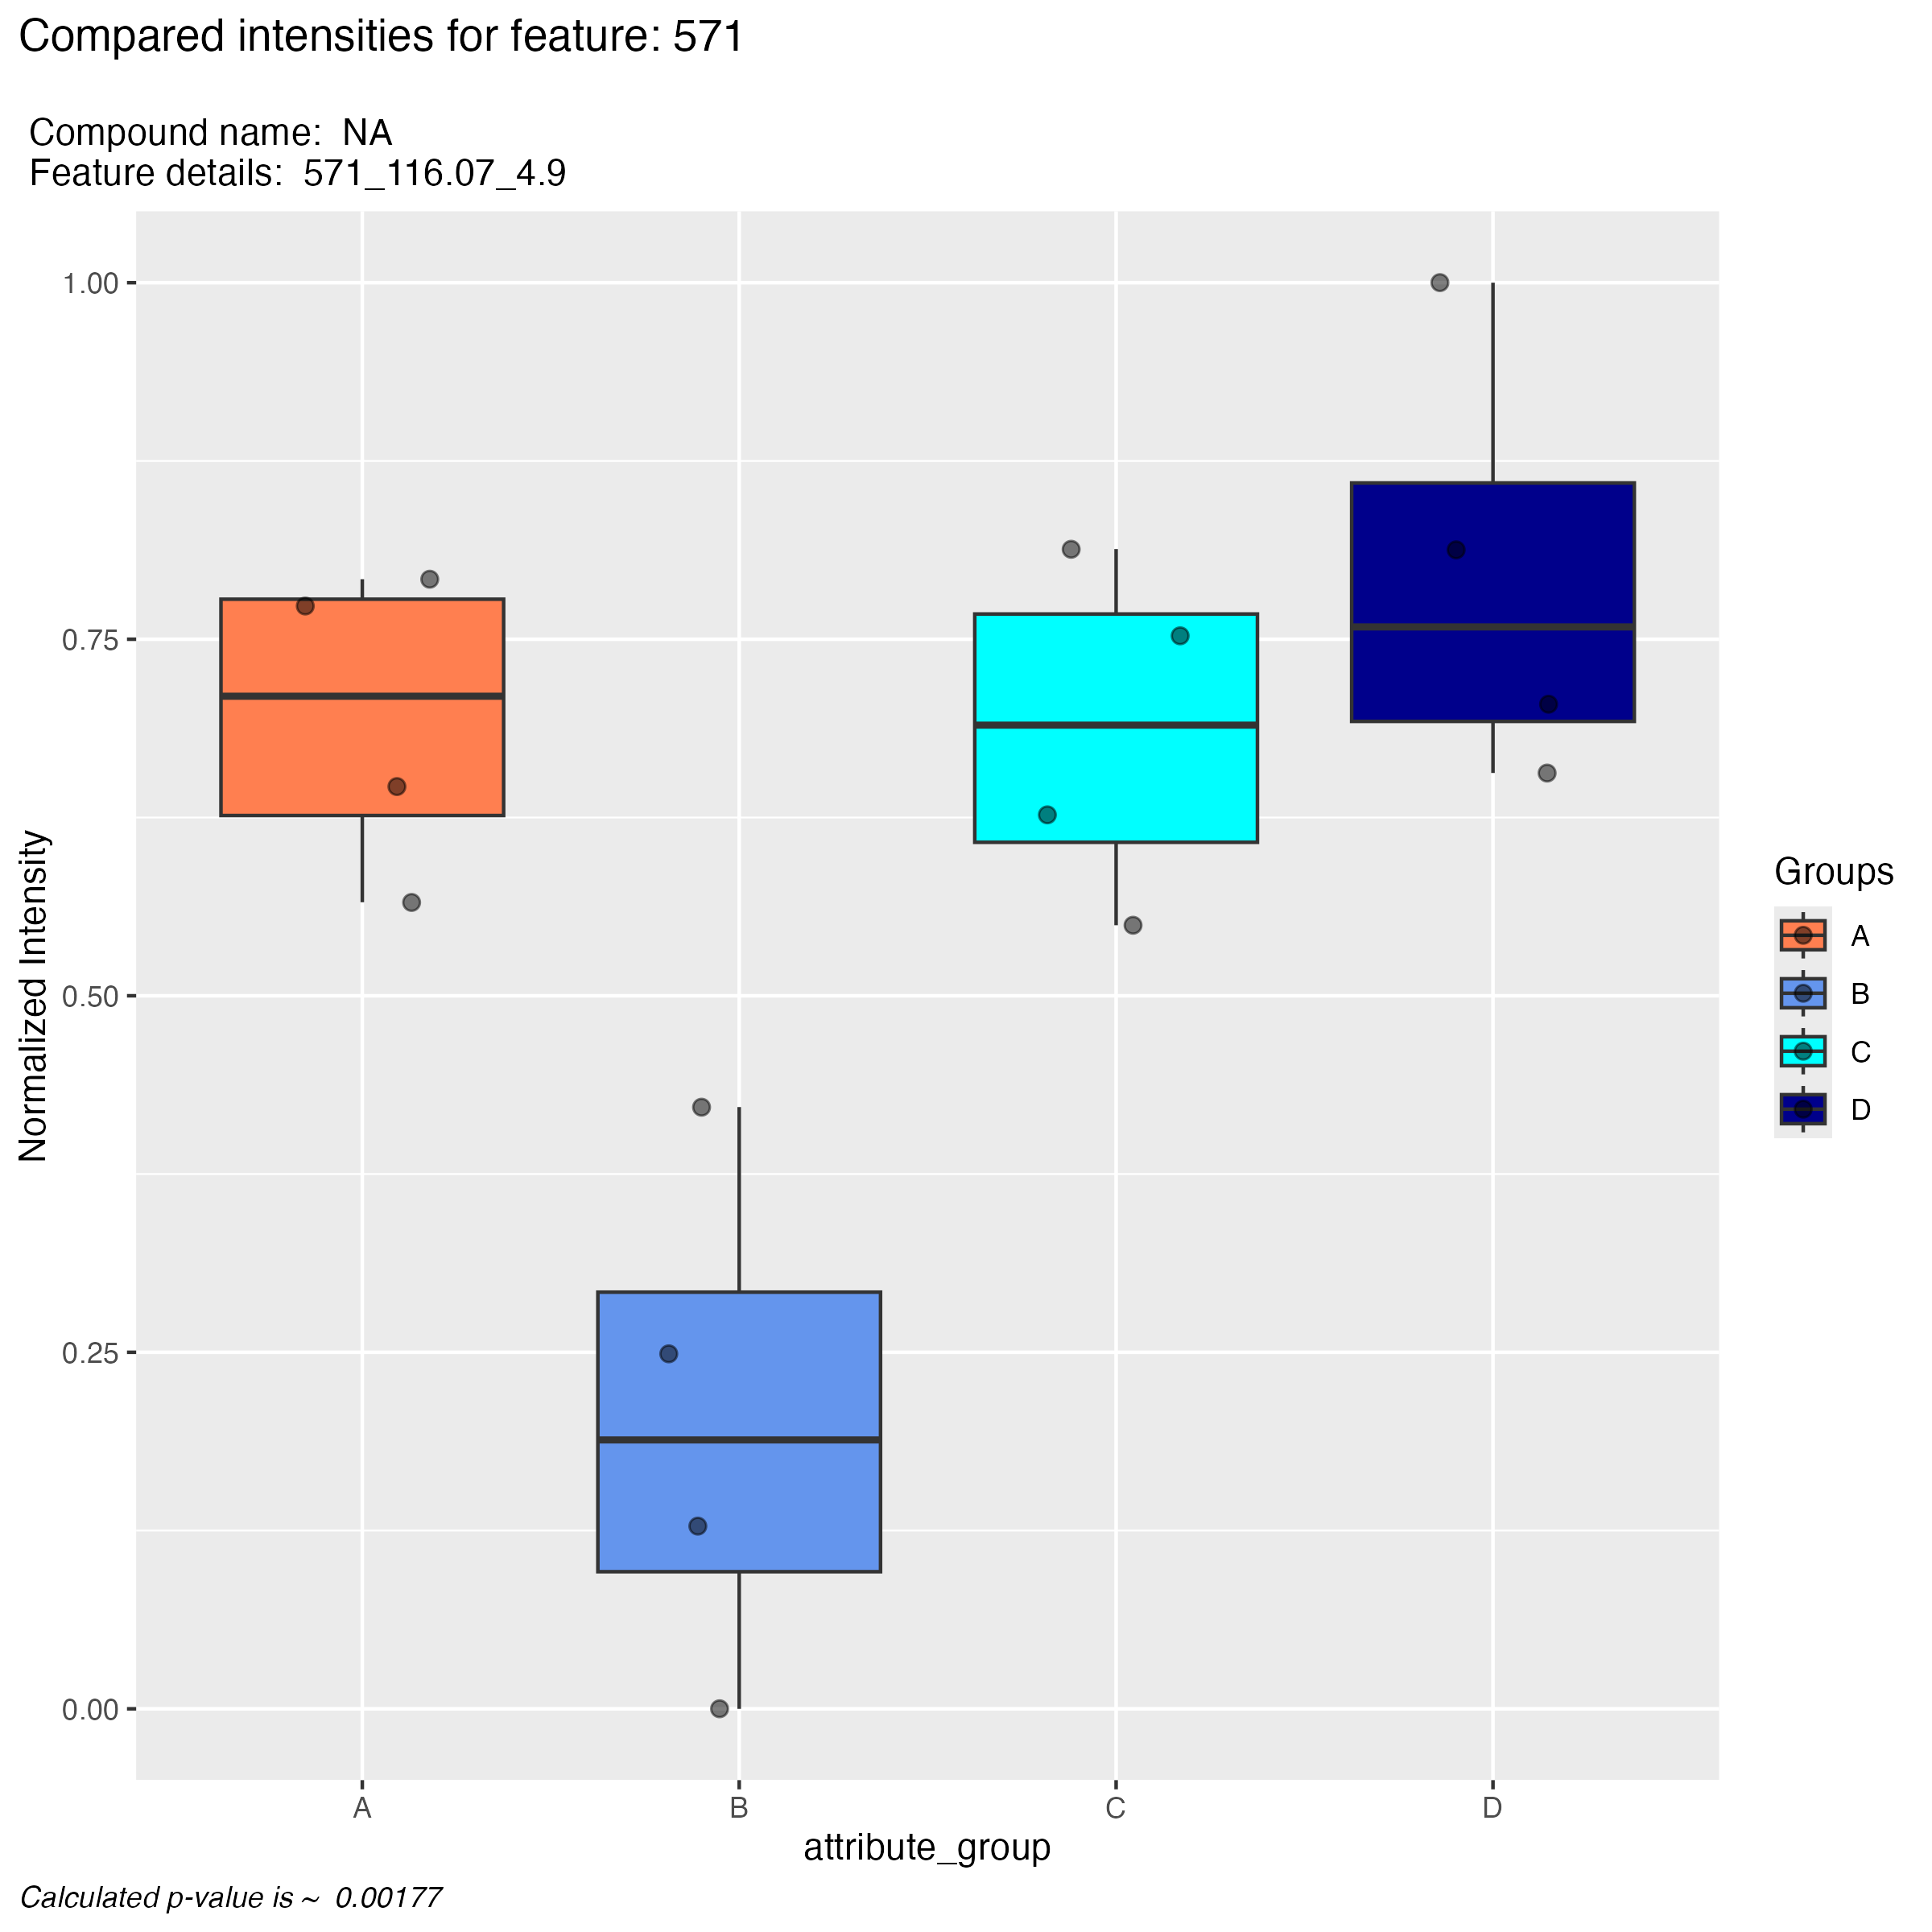 Compared intensities for feature: 571
Compound name:  NA
Feature details:  571_116.07_4.9
Normalized Intensity
1.00
0.75
0.50
0.25
0.00
A
B
C
D
attribute_group
Groups
A
B
C
D
Calculated p-value is ~  0.00177